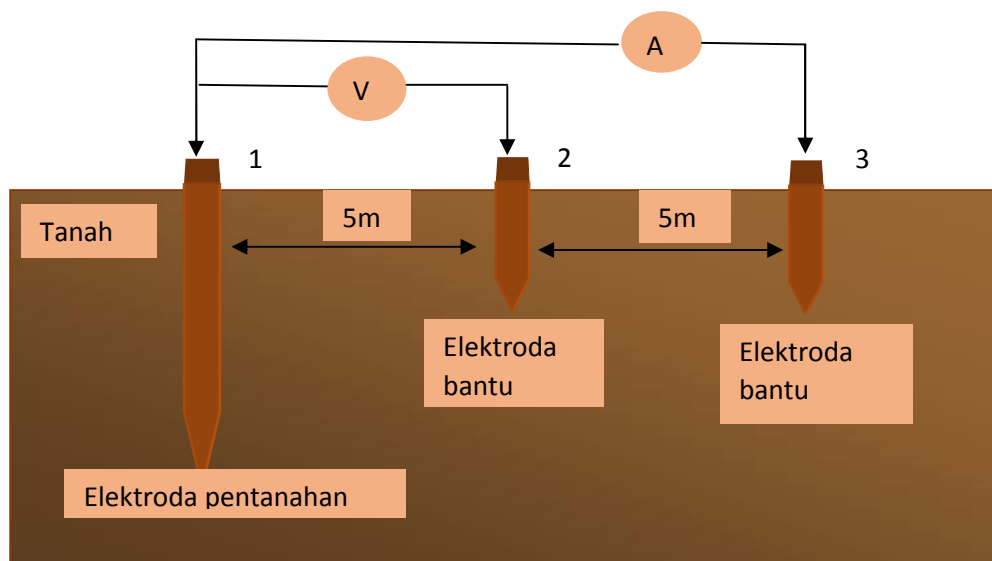 A
V
1
2
3
Tanah
5m
5m
Elektroda
bantu
Elektroda
bantu
Elektroda pentanahan